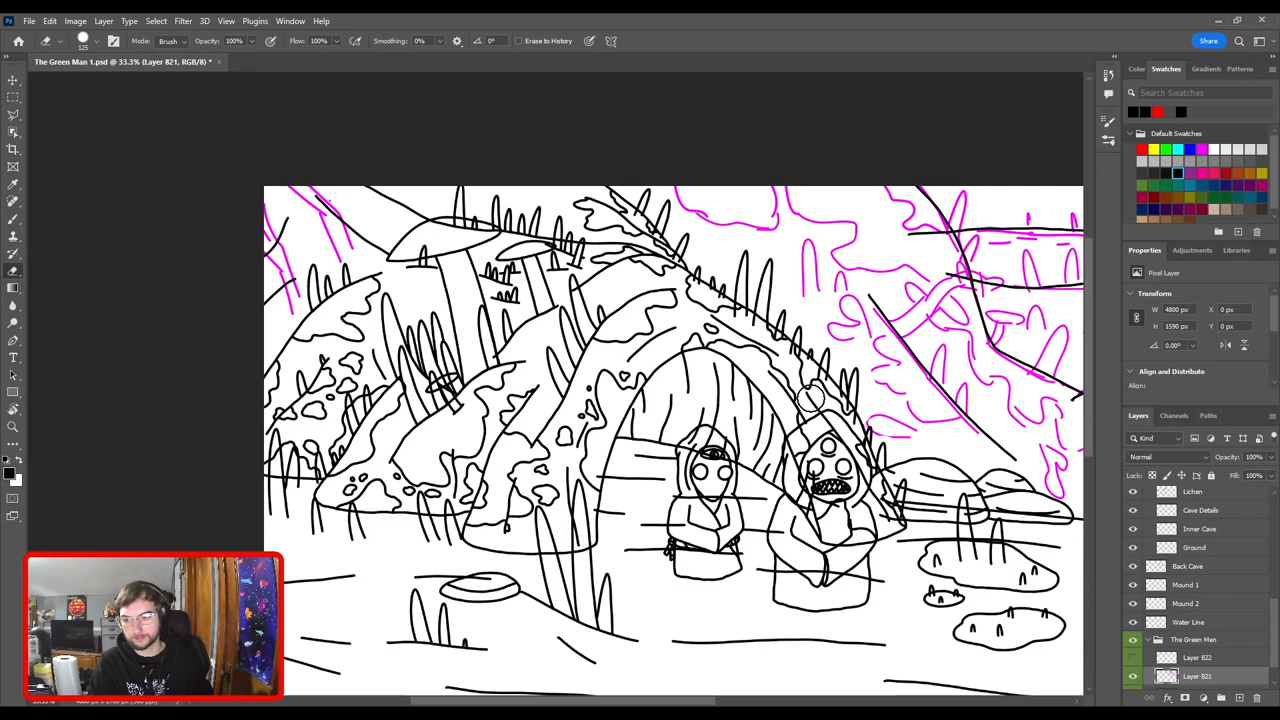 Ps File Edit Image Layer Type Select Filter 3D View Plugins Window Help
125 Mode: Brush Opacity: 100% Flow: 100% Smoothing: 0% 0° Erase to History Share
The Green Man 1.psd @ 33.3% (Layer 821, RGB/8) *
Color Swatches Gradients Patterns
Search Swatches
Default Swatches
Properties Adjustments Libraries
Pixel Layer
Transform
W 4800 px X 0 px
H 1590 px Y 0 px
0.00°
Align and Distribute
Align:
Layers Channels Paths
Kind
Normal Opacity: 100%
Lock: Fill: 100%
Lichen
Cave Details
Inner Cave
Ground
Back Cave
Mound 1
Mound 2
Water Line
The Green Man
Layer 822
Layer 821